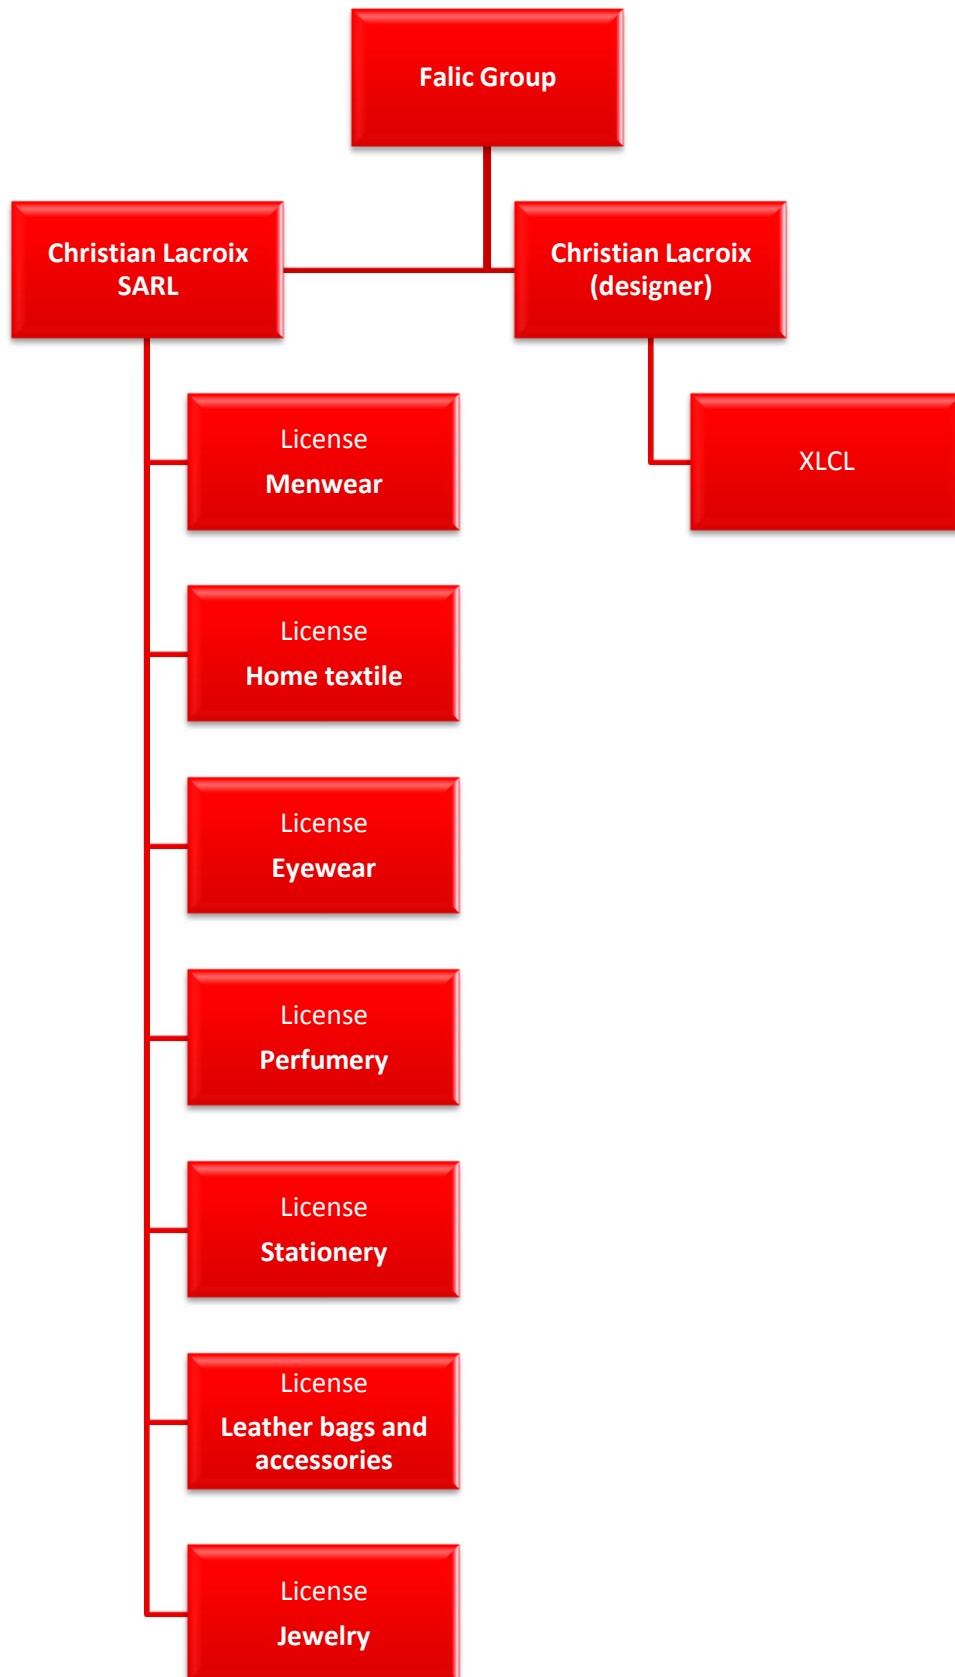 Falic Group
Christian Lacroix
SARL
Christian Lacroix
(designer)
License
Menwear
XLCL
License
Home textile
License
Eyewear
License
Perfumery
License
Stationery
License
Leather bags and
accessories
License
Jewelry